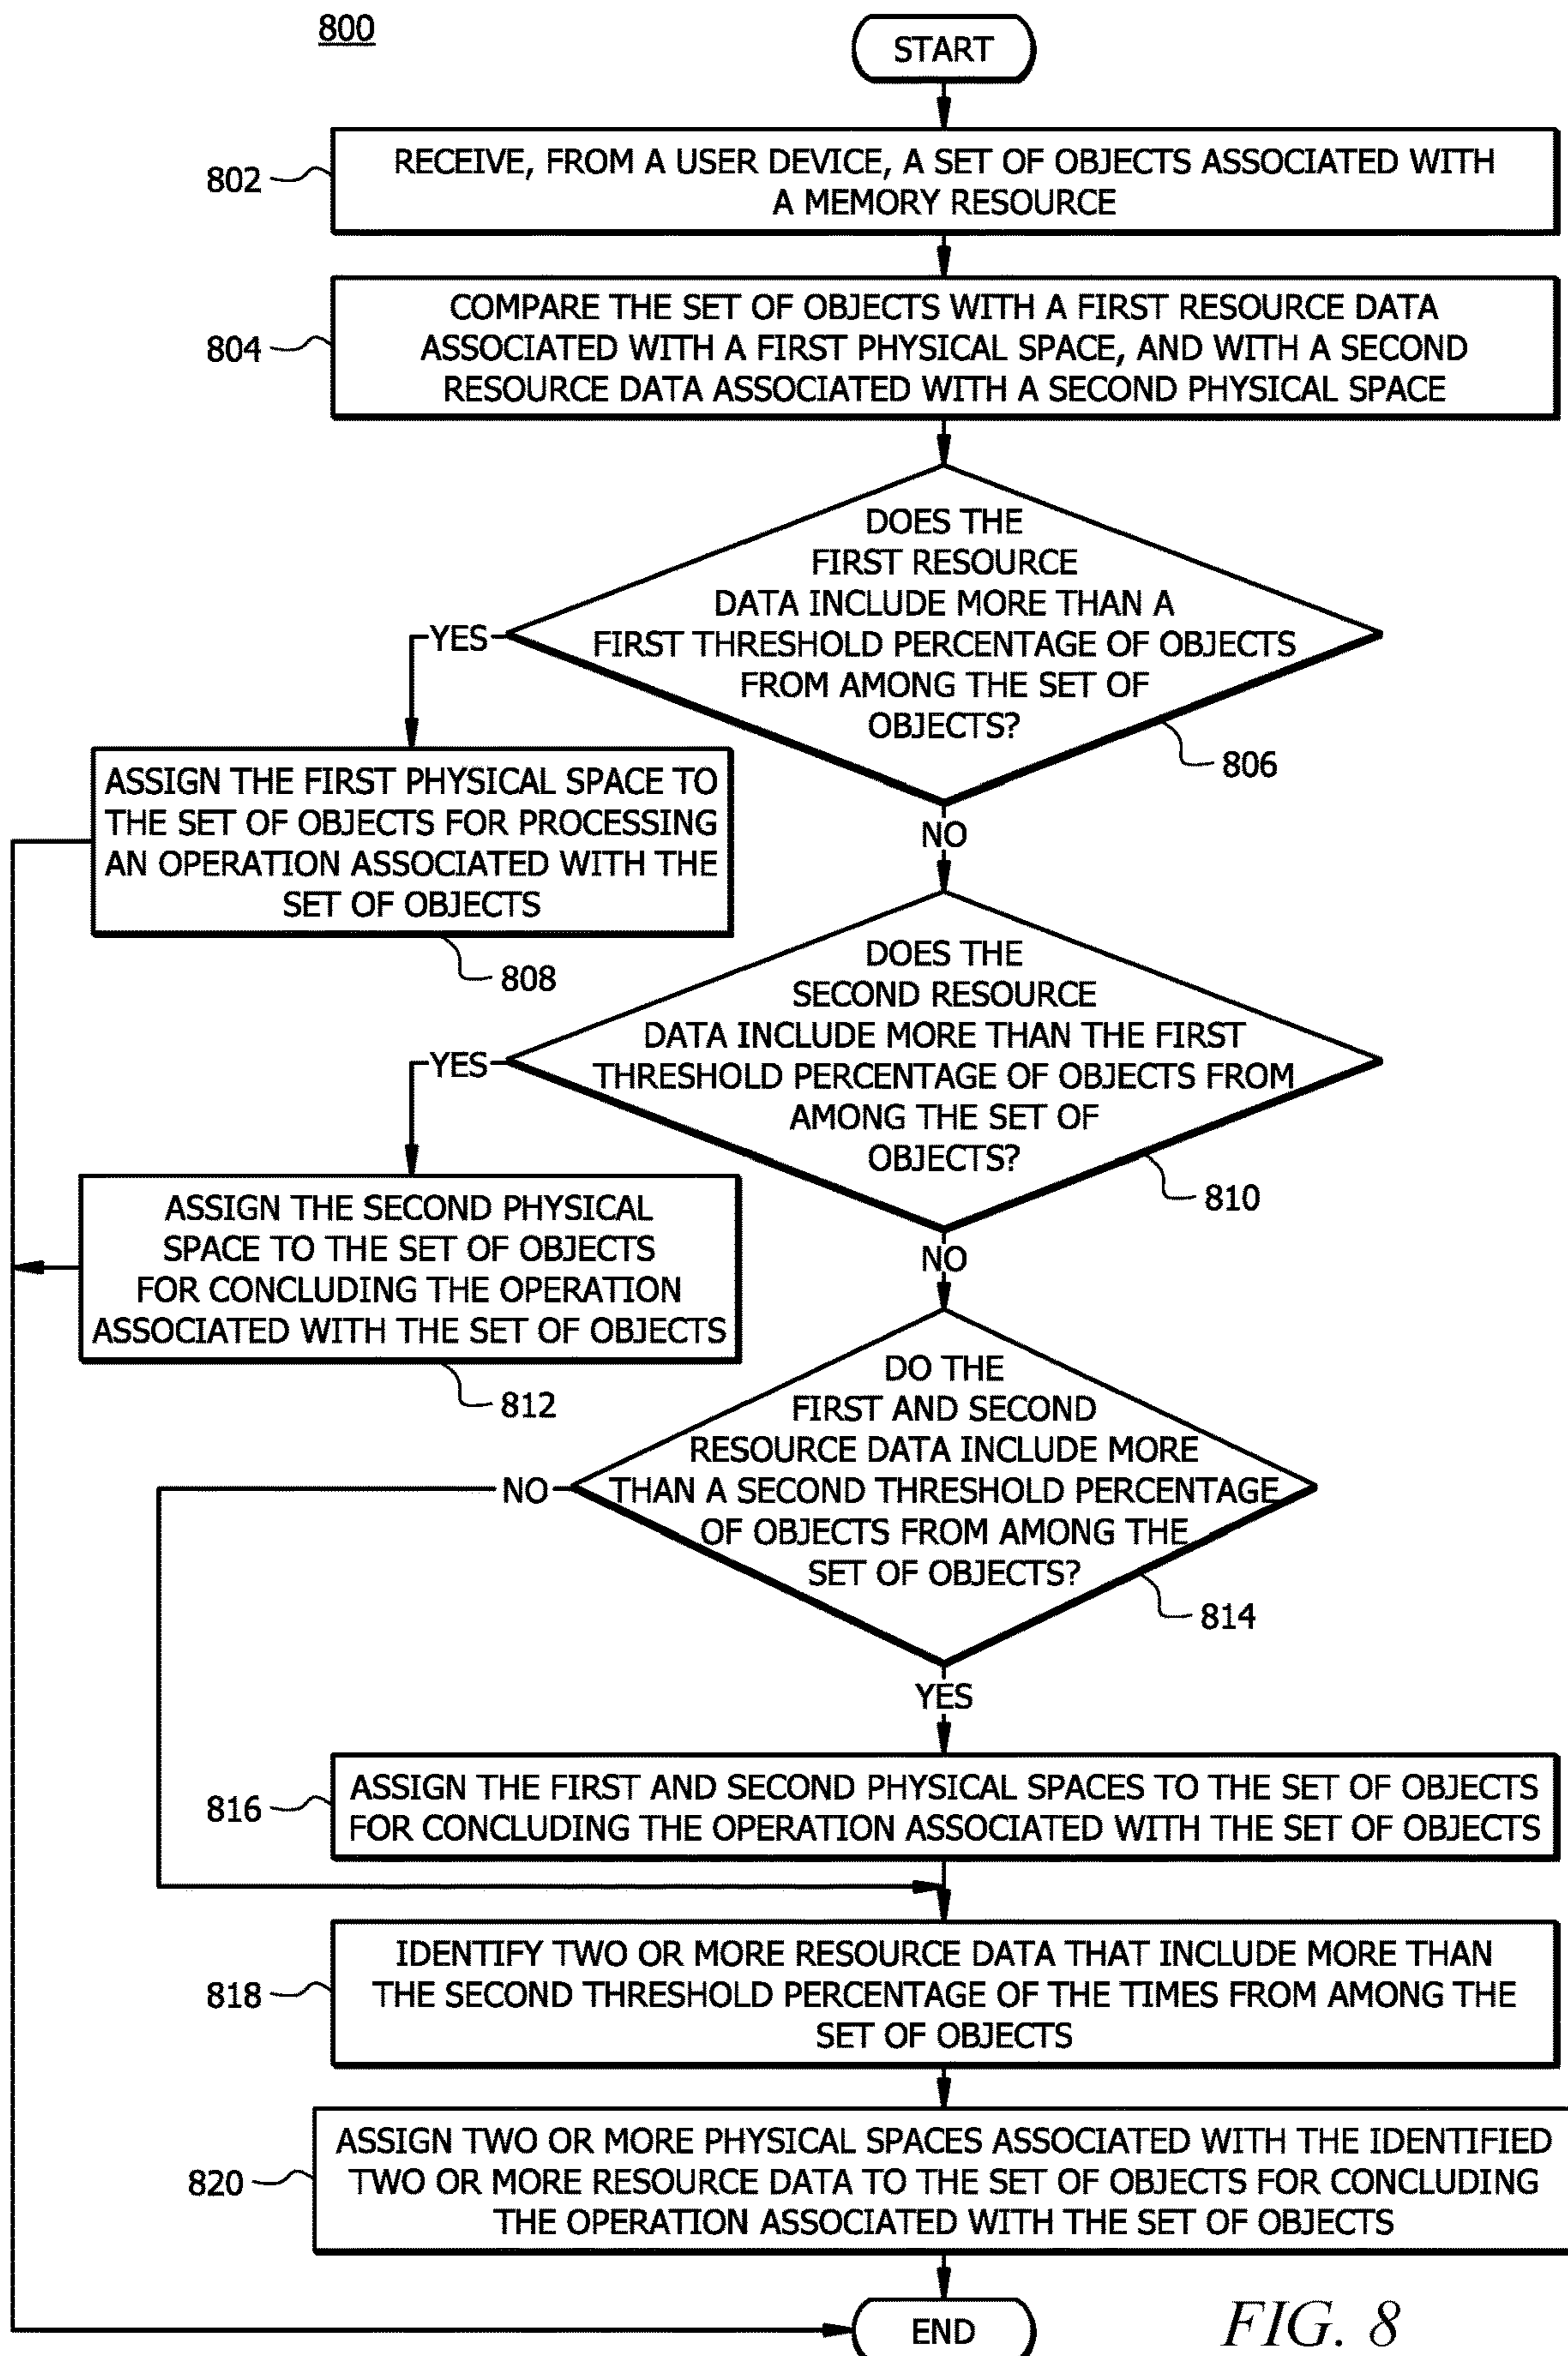 800
START
802
RECEIVE, FROM A USER DEVICE, A SET OF OBJECTS ASSOCIATED WITH
A MEMORY RESOURCE
804
COMPARE THE SET OF OBJECTS WITH A FIRST RESOURCE DATA
ASSOCIATED WITH A FIRST PHYSICAL SPACE, AND WITH A SECOND
RESOURCE DATA ASSOCIATED WITH A SECOND PHYSICAL SPACE
DOES THE
FIRST RESOURCE
DATA INCLUDE MORE THAN A
FIRST THRESHOLD PERCENTAGE OF OBJECTS
FROM AMONG THE SET OF
OBJECTS?
806
YES
NO
ASSIGN THE FIRST PHYSICAL SPACE TO
THE SET OF OBJECTS FOR PROCESSING
AN OPERATION ASSOCIATED WITH THE
SET OF OBJECTS
808
DOES THE
SECOND RESOURCE
DATA INCLUDE MORE THAN THE FIRST
THRESHOLD PERCENTAGE OF OBJECTS FROM
AMONG THE SET OF
OBJECTS?
810
YES
NO
ASSIGN THE SECOND PHYSICAL
SPACE TO THE SET OF OBJECTS
FOR CONCLUDING THE OPERATION
ASSOCIATED WITH THE SET OF OBJECTS
812
DO THE
FIRST AND SECOND
RESOURCE DATA INCLUDE MORE
THAN A SECOND THRESHOLD PERCENTAGE
OF OBJECTS FROM AMONG THE
SET OF OBJECTS?
814
NO
YES
816
ASSIGN THE FIRST AND SECOND PHYSICAL SPACES TO THE SET OF OBJECTS
FOR CONCLUDING THE OPERATION ASSOCIATED WITH THE SET OF OBJECTS
818
IDENTIFY TWO OR MORE RESOURCE DATA THAT INCLUDE MORE THAN
THE SECOND THRESHOLD PERCENTAGE OF THE TIMES FROM AMONG THE
SET OF OBJECTS
820
ASSIGN TWO OR MORE PHYSICAL SPACES ASSOCIATED WITH THE IDENTIFIED
TWO OR MORE RESOURCE DATA TO THE SET OF OBJECTS FOR CONCLUDING
THE OPERATION ASSOCIATED WITH THE SET OF OBJECTS
END
FIG. 8